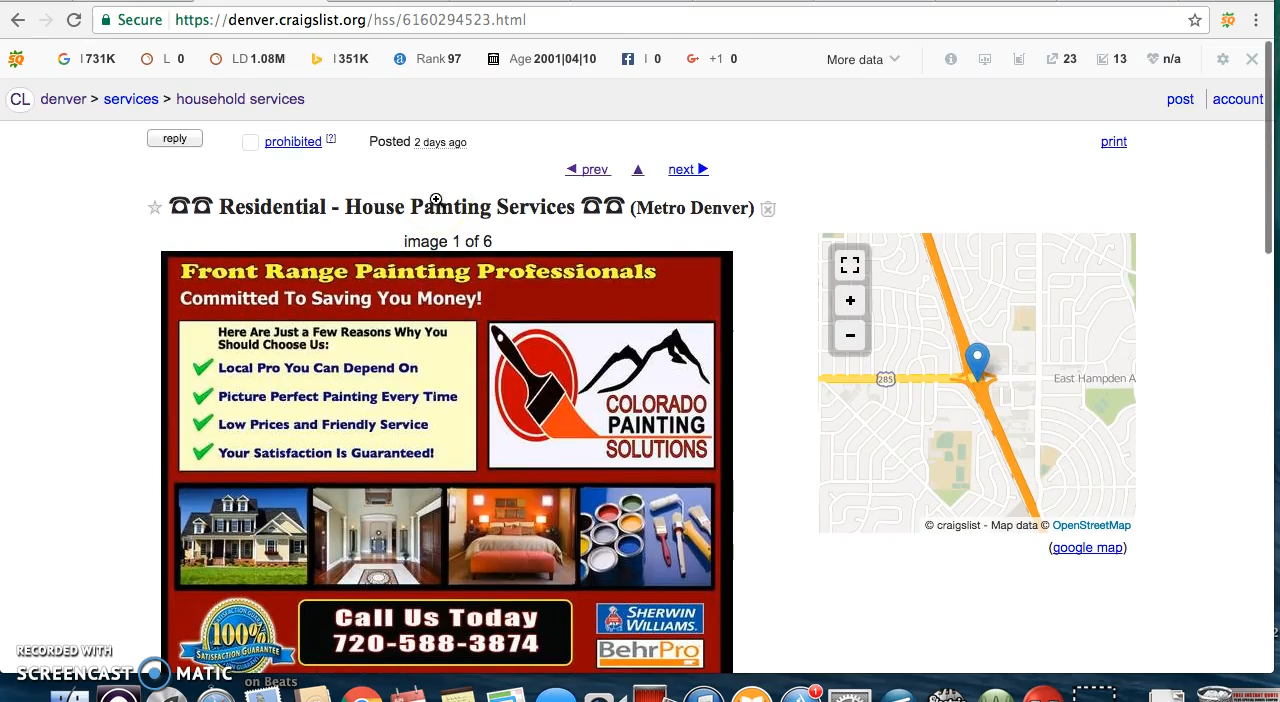 Secure https://denver.craigslist.org/hss/6160294523.html
I 731K L 0 LD 1.08M I 351K Rank 97 Age 2001|04|10 I 0 +1 0 More data 23 13 n/a
CL denver > services > household services post account
reply prohibited [?] Posted 2 days ago print
◀ prev ▲ next ▶
☆ ☎☎ Residential - House Painting Services ☎☎ (Metro Denver)
image 1 of 6
Front Range Painting Professionals
Committed To Saving You Money!
Here Are Just a Few Reasons Why You
Should Choose Us:
Local Pro You Can Depend On
Picture Perfect Painting Every Time
Low Prices and Friendly Service
Your Satisfaction Is Guaranteed!
COLORADO
PAINTING
SOLUTIONS
100%
SATISFACTION GUARANTEE
Call Us Today
720-588-3874
SHERWIN
WILLIAMS.
BehrPro
+
−
285
East Hampden A
© craigslist - Map data © OpenStreetMap
(google map)
RECORDED WITH
SCREENCAST MATIC
on Beats
1